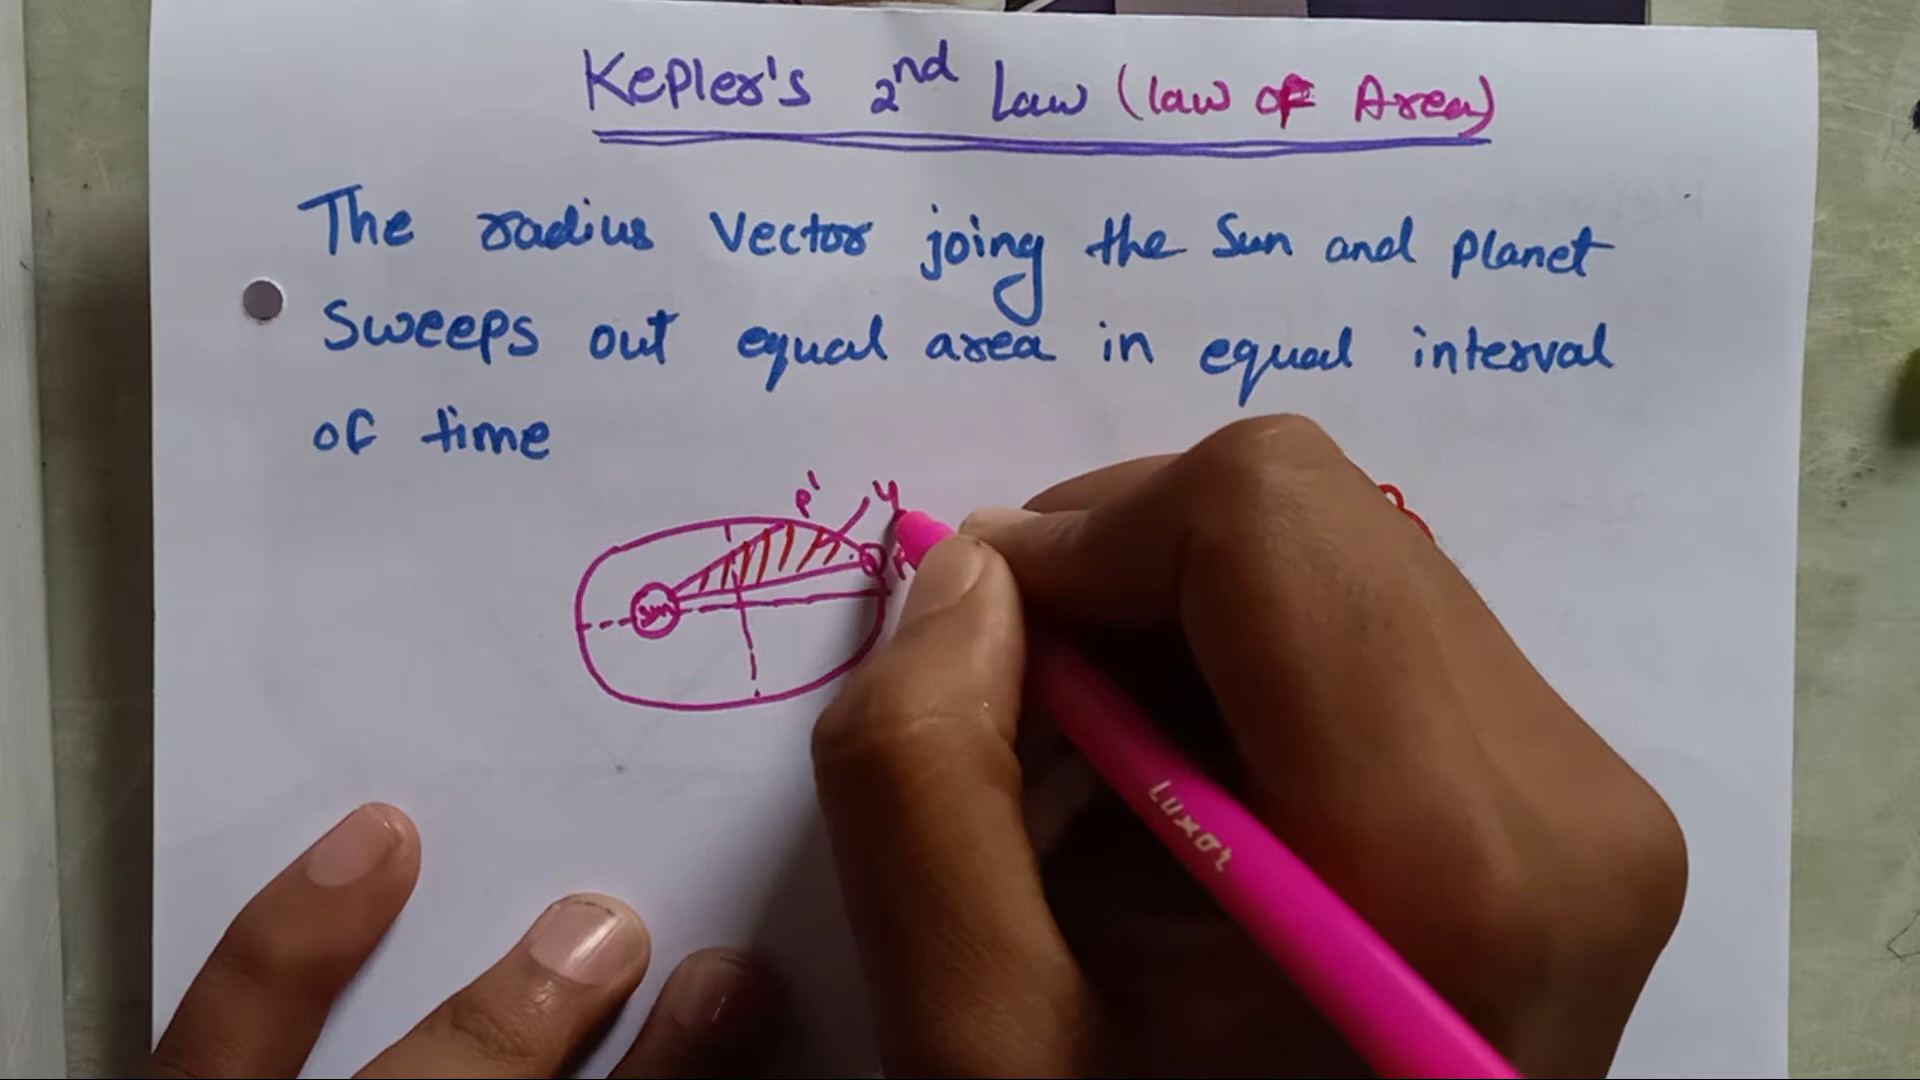 Kepler's 2nd Law (law of Area)
The radius Vector joing the Sun and planet
Sweeps out equal area in equal interval
of time
P'
Sun
Luxor